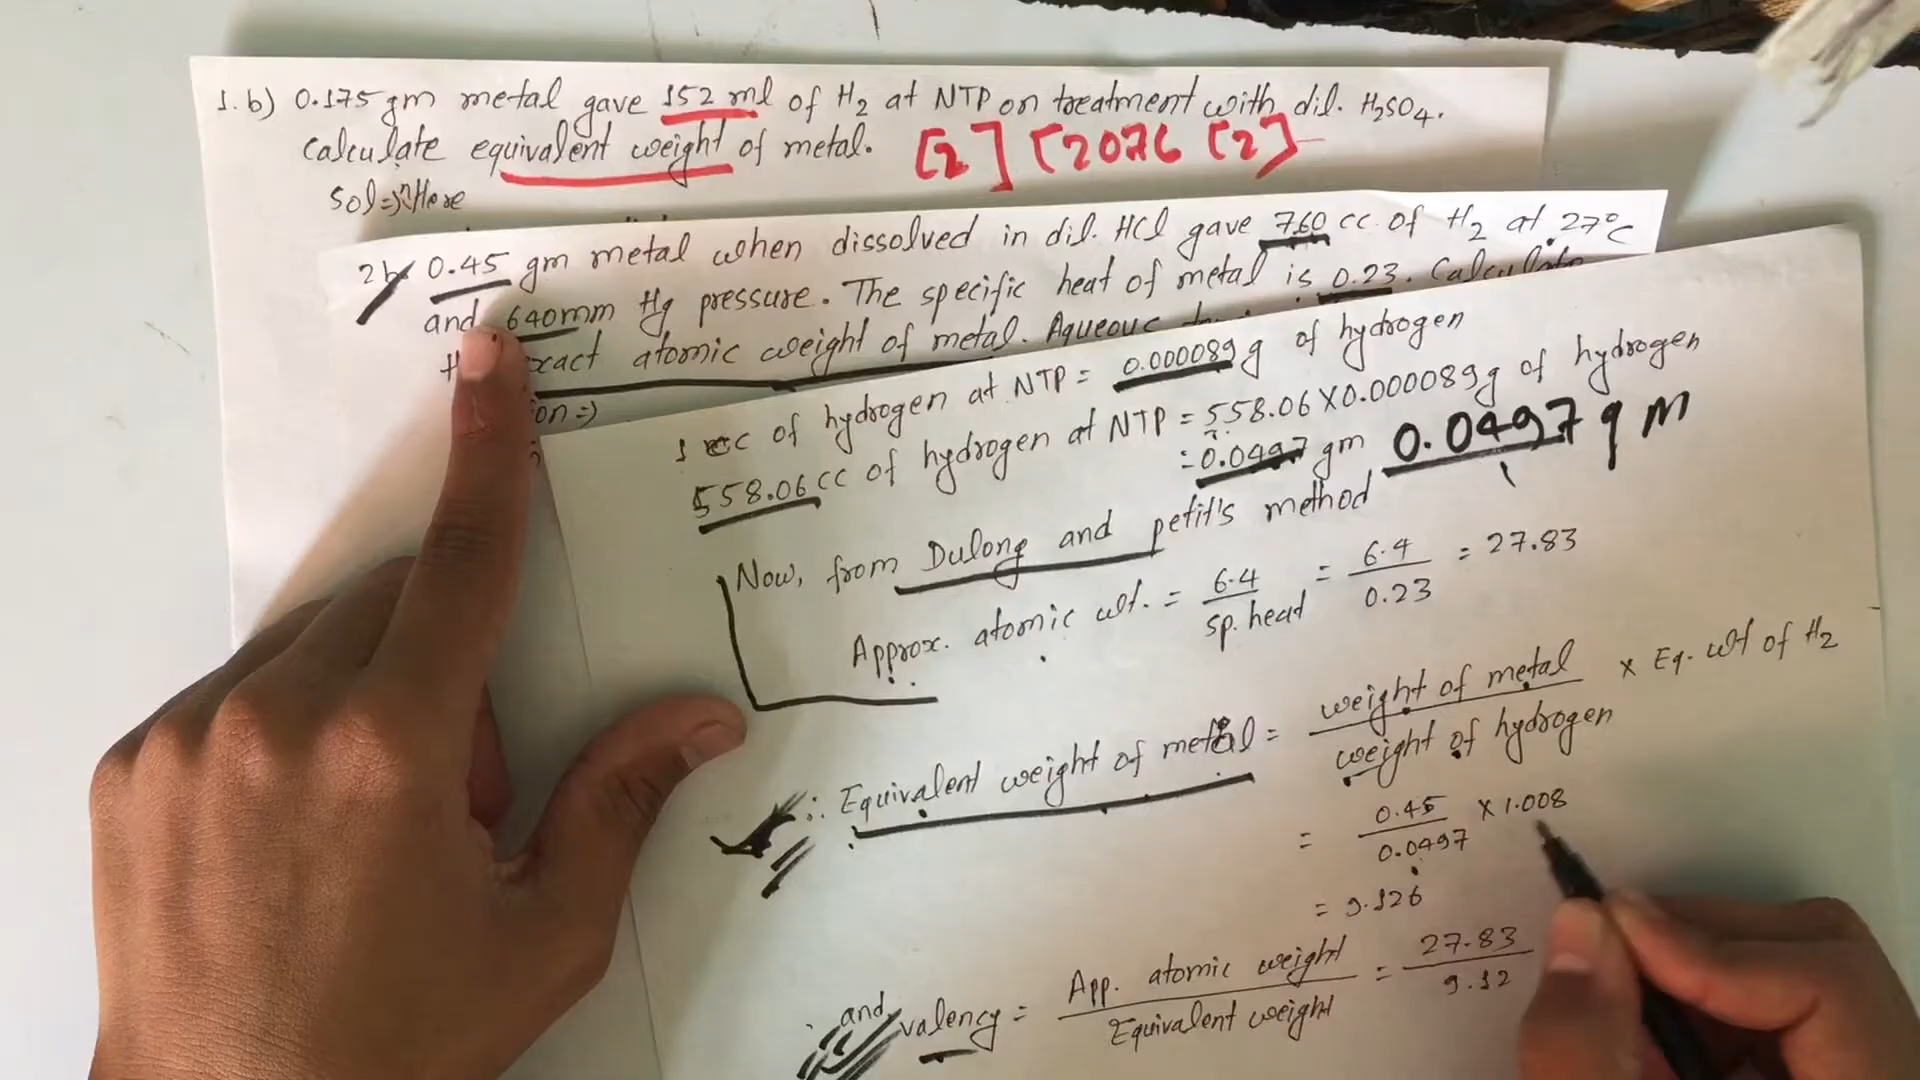 1.b) 0.175 gm metal gave 152 ml of H₂ at NTP on treatment with dil. H₂SO₄.
Calculate equivalent weight of metal. [2] [2076 [2]
Solⁿ⇒ Here
2b 0.45 gm metal when dissolved in dil. HCl gave 760 cc of H₂ at 27°C
and 640mm Hg pressure. The specific heat of metal is 0.23. Calculate
exact atomic weight of metal. Aqueous
ion ⇒
1 cc of hydrogen at NTP = 0.000089g of hydrogen
558.06 cc of hydrogen at NTP = 558.06 X 0.000089g of hydrogen
= 0.0497 gm 0.0497 gm
Now, from Dulong and petit's method
Approx. atomic wt. = 6.4 / sp. heat = 6.4 / 0.23 = 27.83
∴ Equivalent weight of metal = weight of metal / weight of hydrogen x Eq. wt of H₂
= 0.45 / 0.0497 X 1.008
= 9.126
and valency = App. atomic weight / Equivalent weight = 27.83 / 9.12